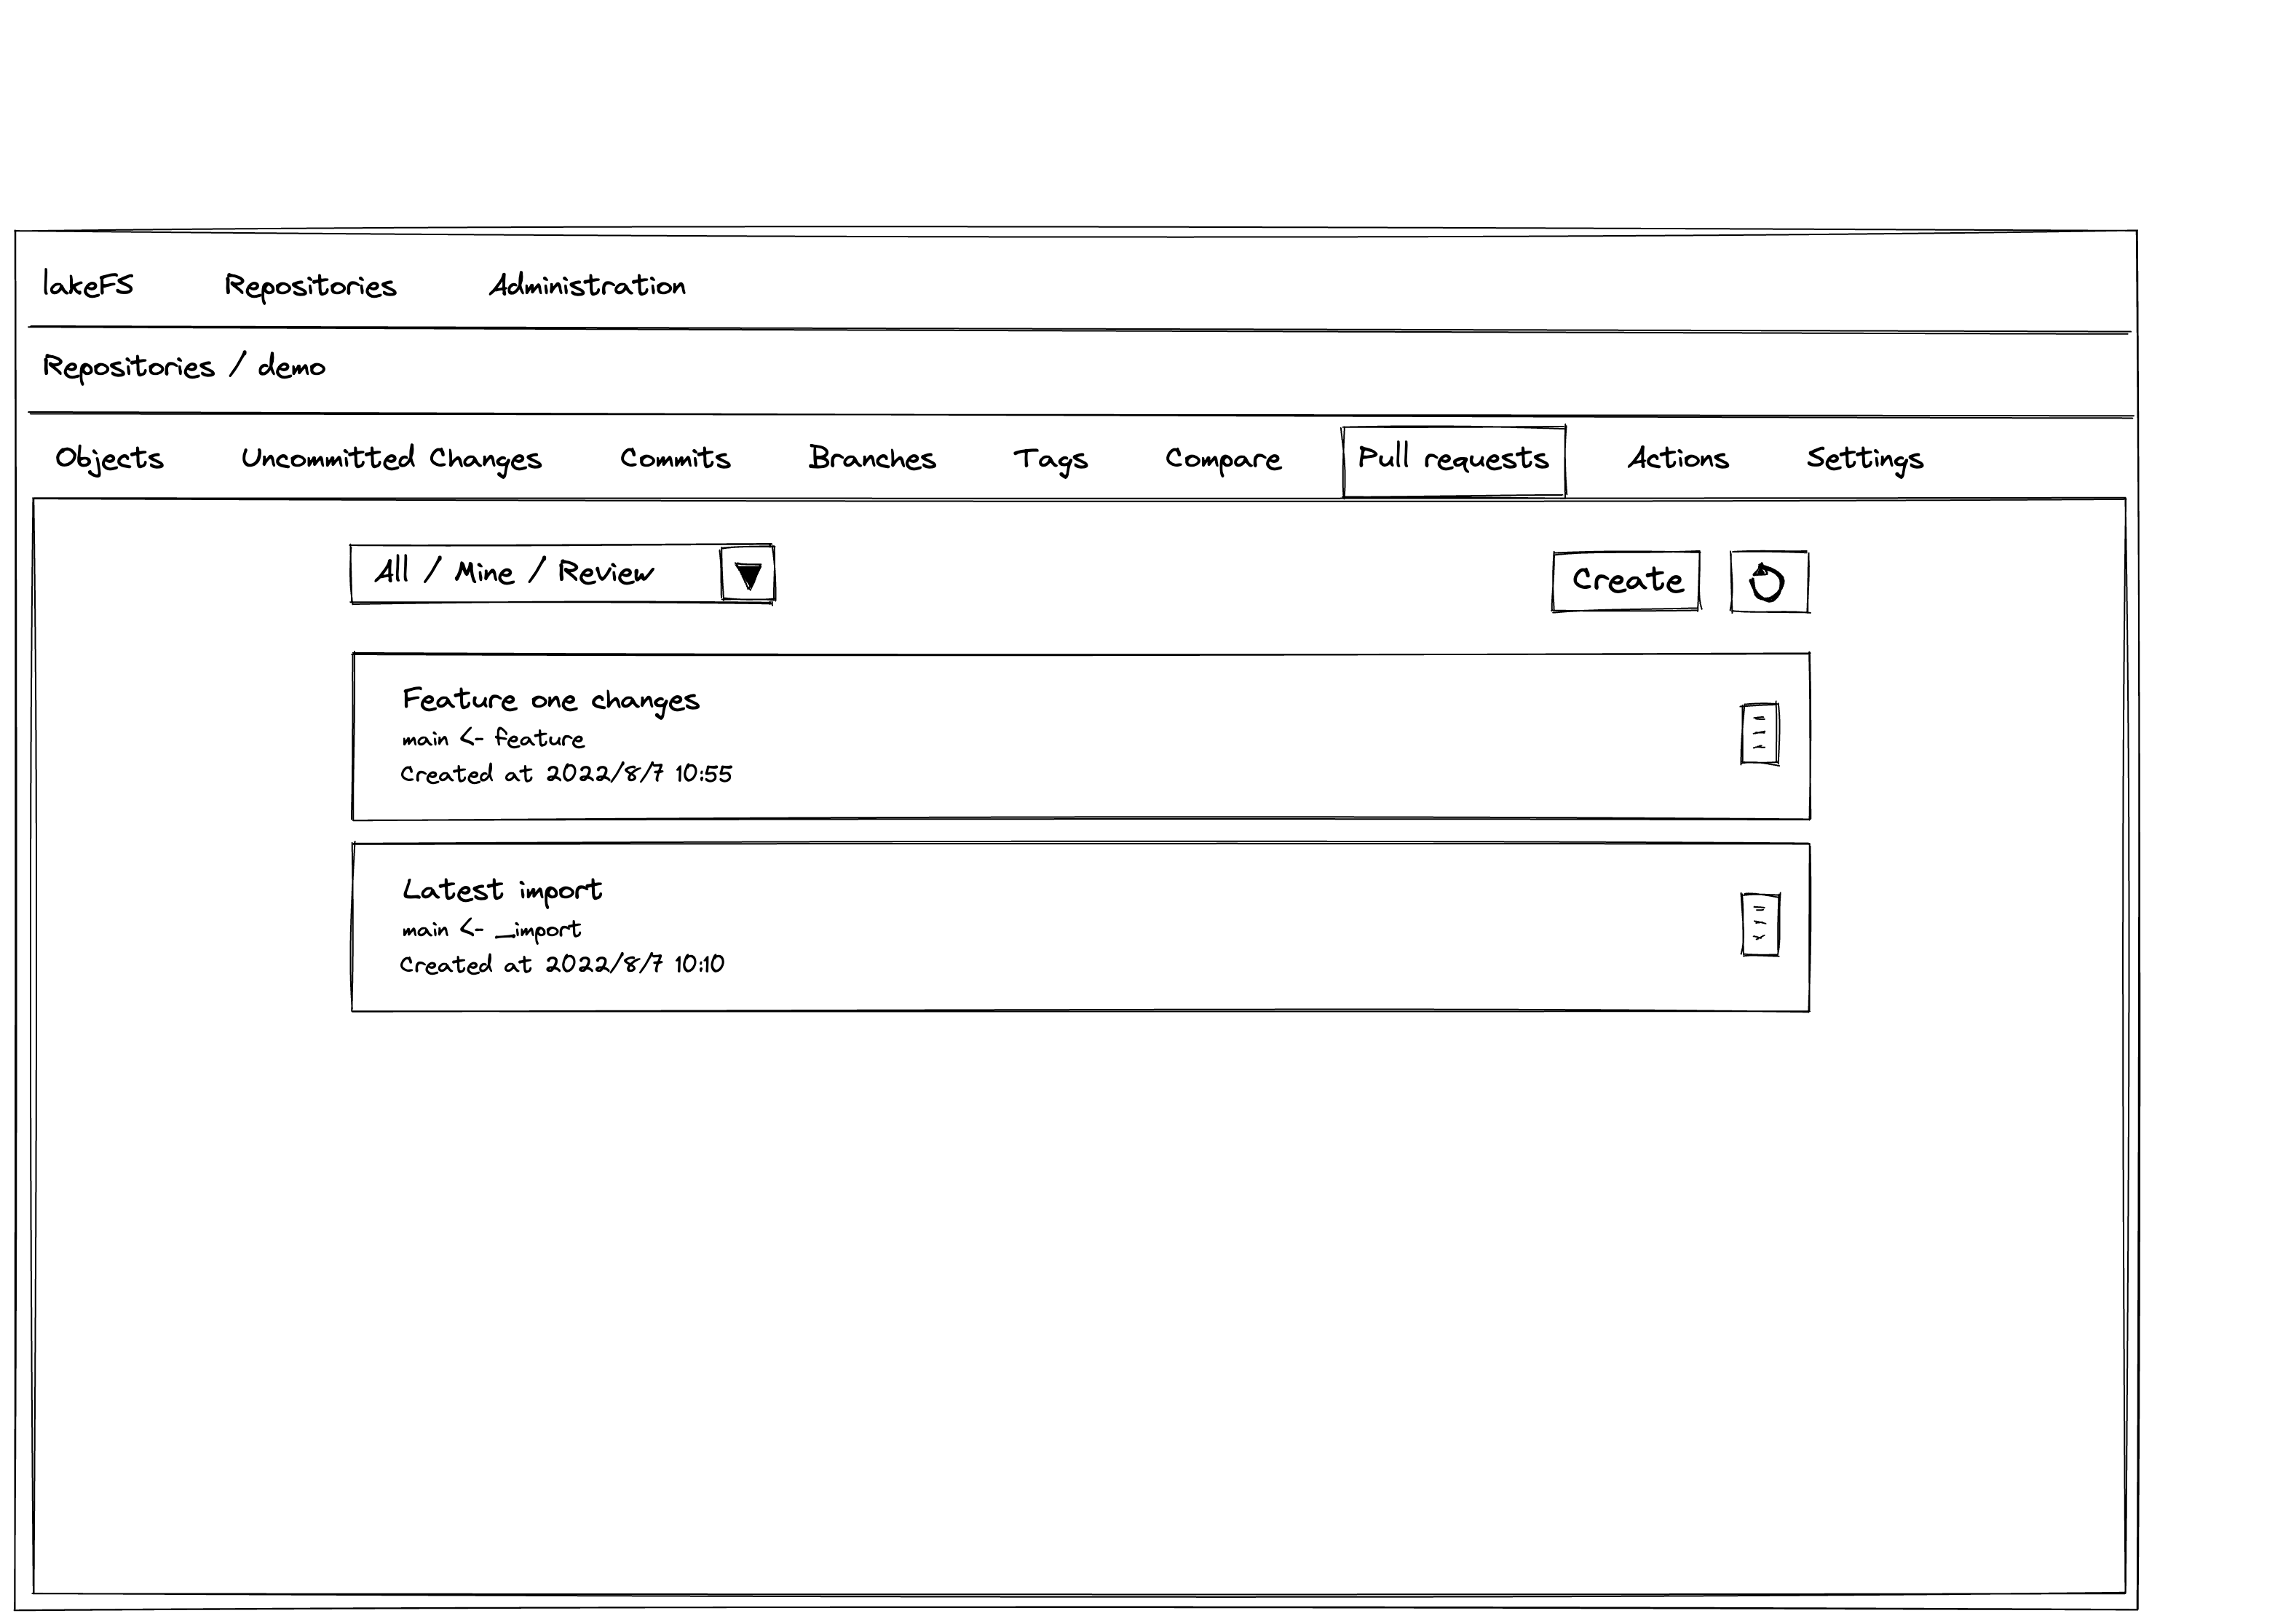 lakeFS Repositories Administration
Repositories / demo
Objects Uncommitted Changes Commits Branches Tags Compare Pull requests Actions Settings
All / Mine / Review Create
Feature one changes
main <- feature
Created at 2022/8/7 10:55
Latest import
main <- _import
Created at 2022/8/7 10:10